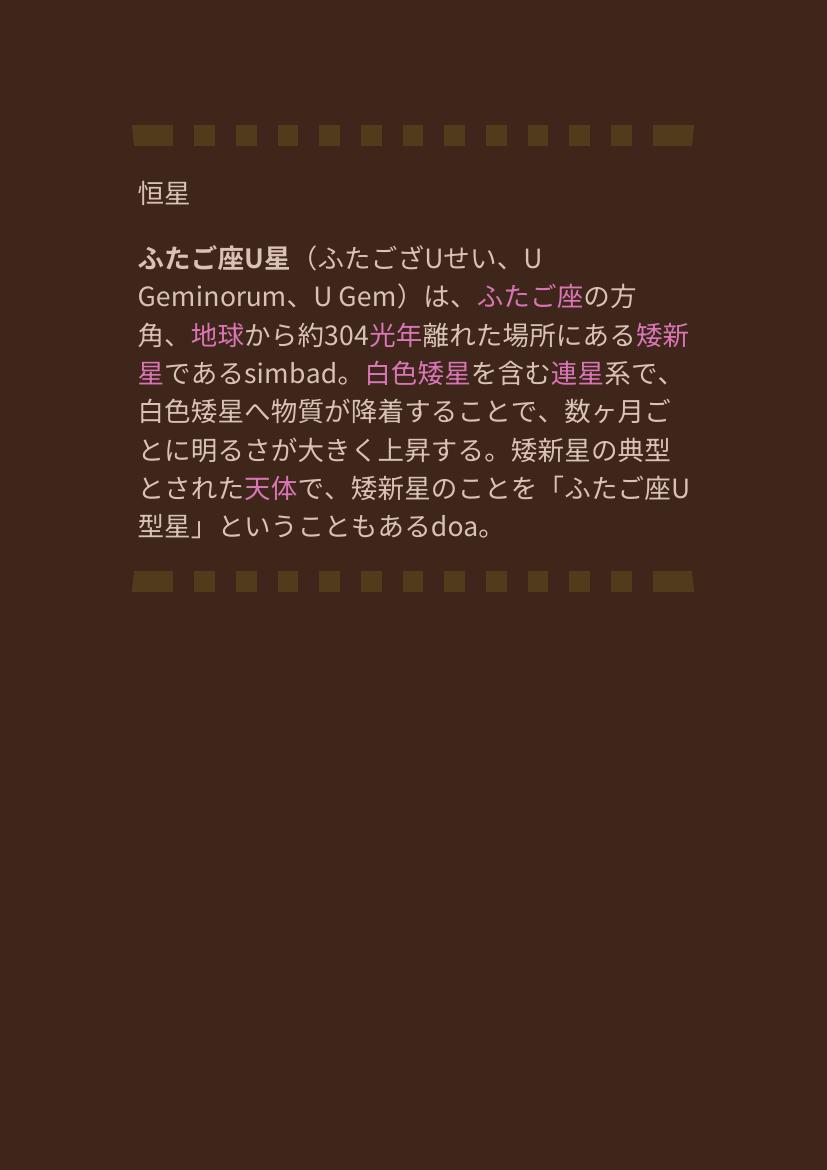 恒星
ふたご座U星（ふたござUせい、U
Geminorum、U Gem）は、ふたご座の方
角、地球から約304光年離れた場所にある矮新
星であるsimbad。白色矮星を含む連星系で、
白色矮星へ物質が降着することで、数ヶ月ご
とに明るさが大きく上昇する。矮新星の典型
とされた天体で、矮新星のことを「ふたご座U
型星」ということもあるdoa。